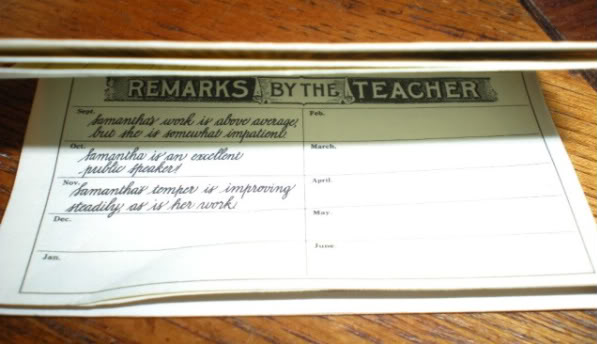 REMARKS BY THE TEACHER
Sept.
Samantha's work is above average,
but she is somewhat impatient.
Oct.
Samantha is an excellent
public speaker!
Nov.
Samantha's temper is improving
steadily, as is her work.
Dec.
Jan.
Feb.
March.
April.
May.
June.